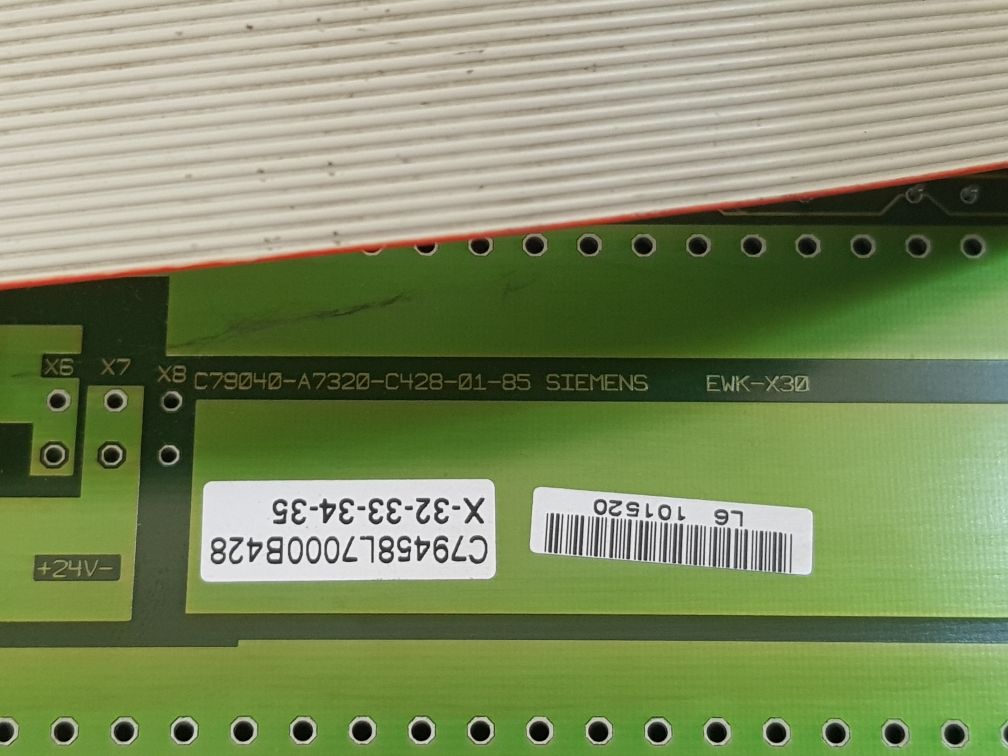 X6 X7 X8
C79040-A7320-C428-01-85 SIEMENS EWK-X30
C79458L7000B428
X-32-33-34-35
L6 101520
+24V-